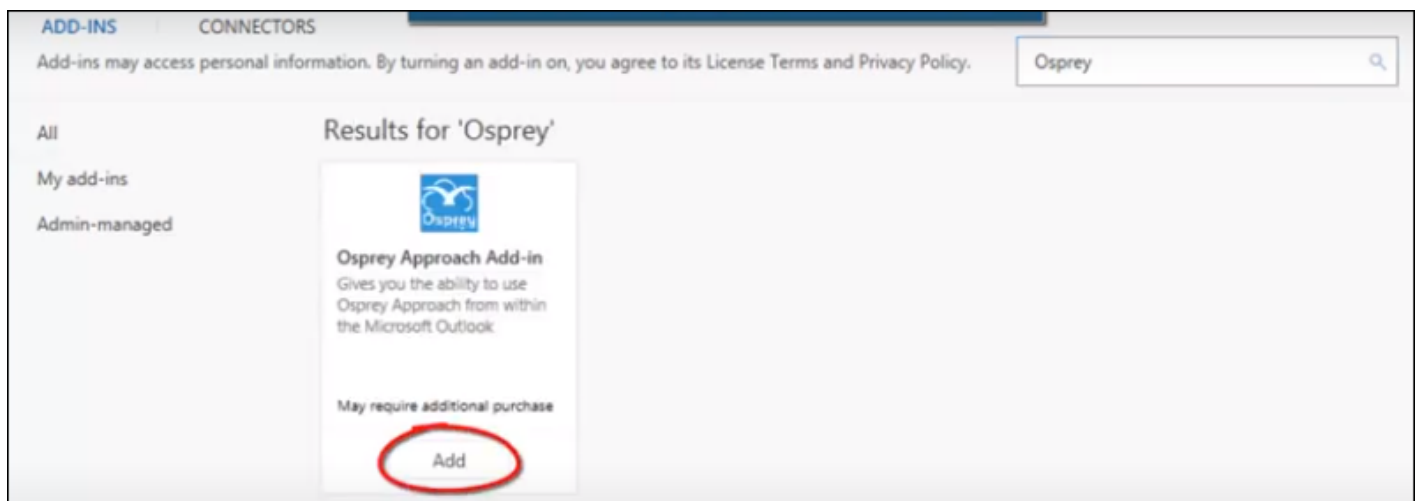 ADD-INS CONNECTORS
Add-ins may access personal information. By turning an add-in on, you agree to its License Terms and Privacy Policy.
Osprey
All
My add-ins
Admin-managed
Results for 'Osprey'
Osprey
Osprey Approach Add-in
Gives you the ability to use
Osprey Approach from within
the Microsoft Outlook
May require additional purchase
Add